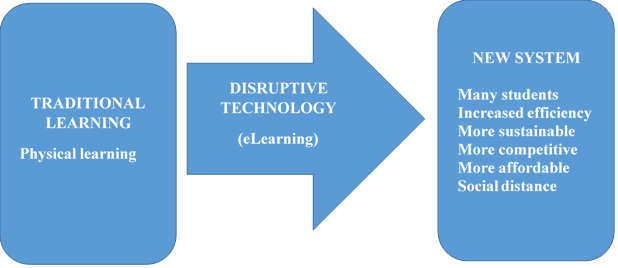 TRADITIONAL
LEARNING
Physical learning
DISRUPTIVE
TECHNOLOGY
(eLearning)
NEW SYSTEM
Many students
Increased efficiency
More sustainable
More competitive
More affordable
Social distance